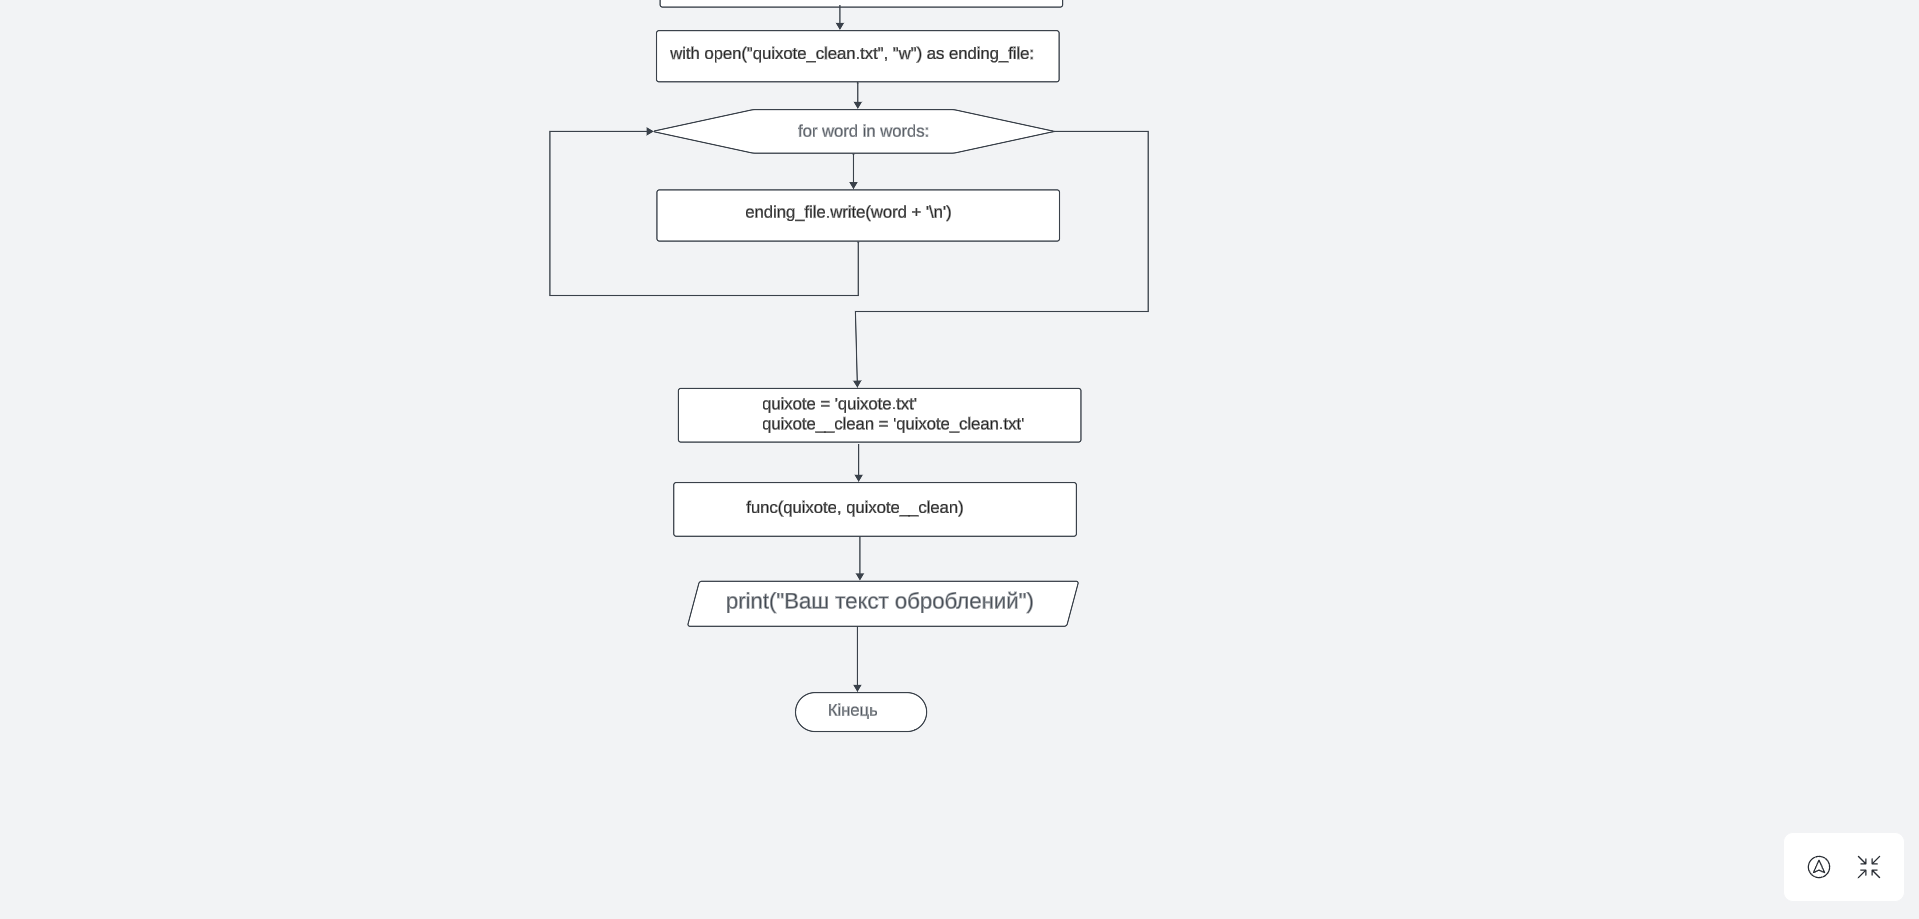 with open("quixote_clean.txt", "w") as ending_file:
for word in words:
ending_file.write(word + '\n')
quixote = 'quixote.txt'
quixote__clean = 'quixote_clean.txt'
func(quixote, quixote__clean)
print("Ваш текст оброблений")
Кінець